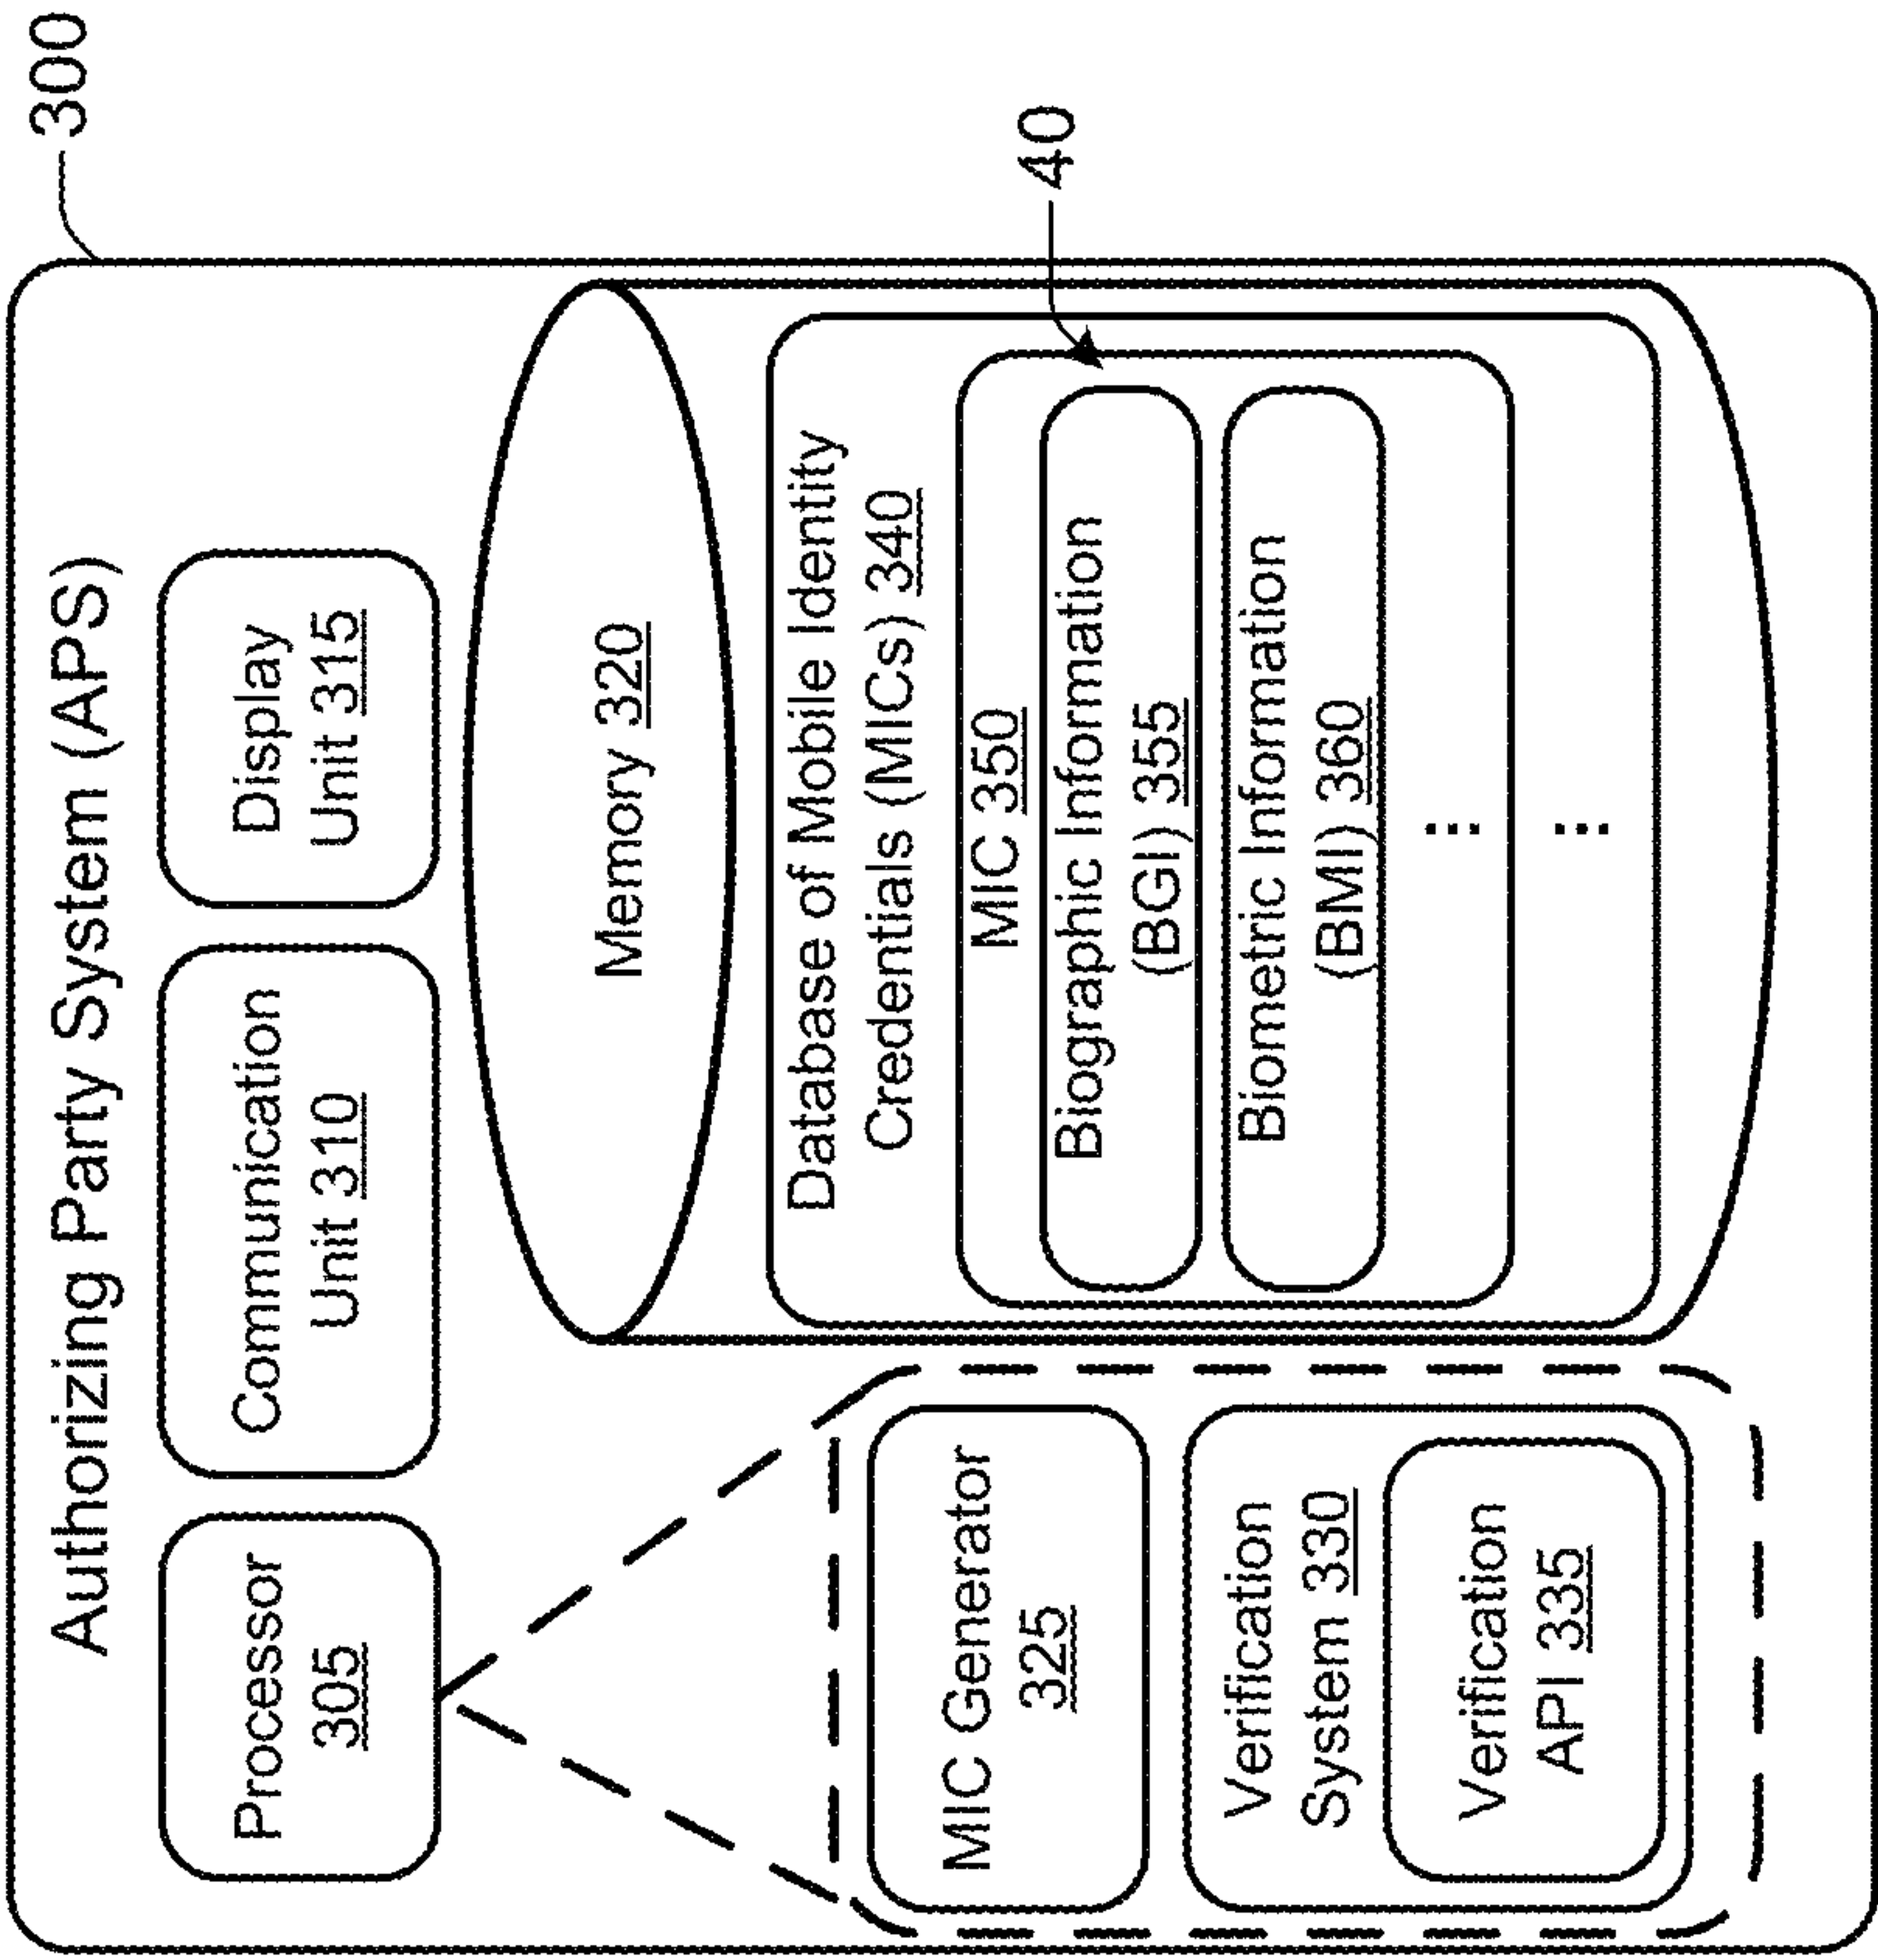 300
Authorizing Party System (APS)
Processor
305
Communication
Unit 310
Display
Unit 315
Memory 320
MIC Generator
325
Verification
System 330
Verification
API 335
Database of Mobile Identity
Credentials (MICs) 340
40
MIC 350
Biographic Information
(BGI) 355
Biometric Information
(BMI) 360
⋮
⋮